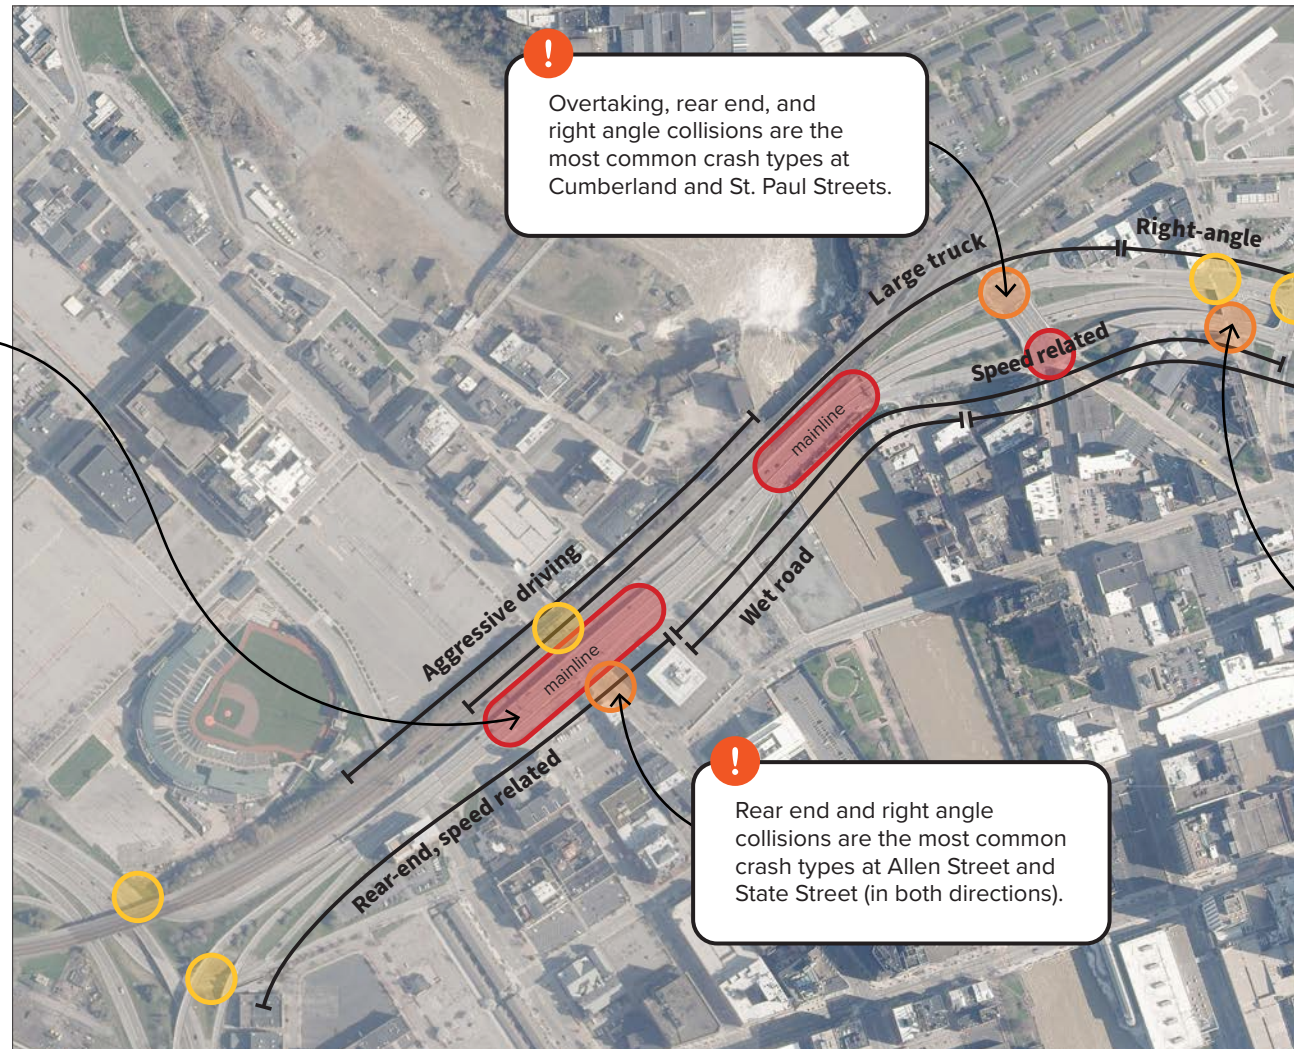 !
Overtaking, rear end, and
right angle collisions are the
most common crash types at
Cumberland and St. Paul Streets.
Right-angle
Large truck
Speed related
mainline
Aggressive driving
Wet road
mainline
Rear-end, speed related
!
Rear end and right angle
collisions are the most common
crash types at Allen Street and
State Street (in both directions).